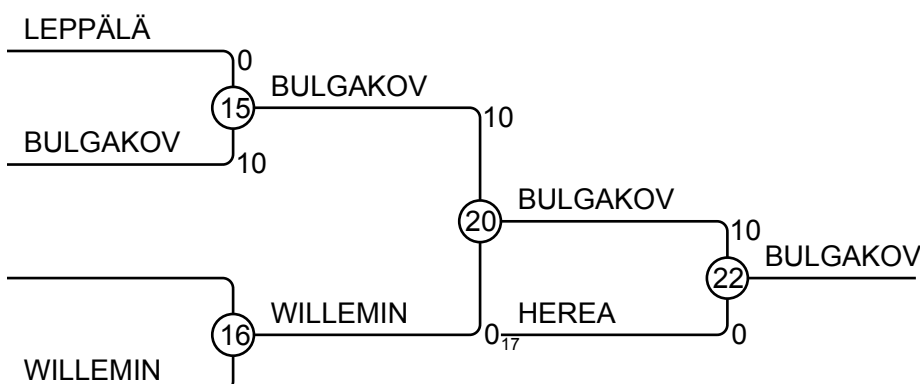 LEPPÄLÄ
0
15
BULGAKOV
10
BULGAKOV
10
BULGAKOV
20
10
BULGAKOV
22
16
WILLEMIN
0
17
HEREA
0
WILLEMIN